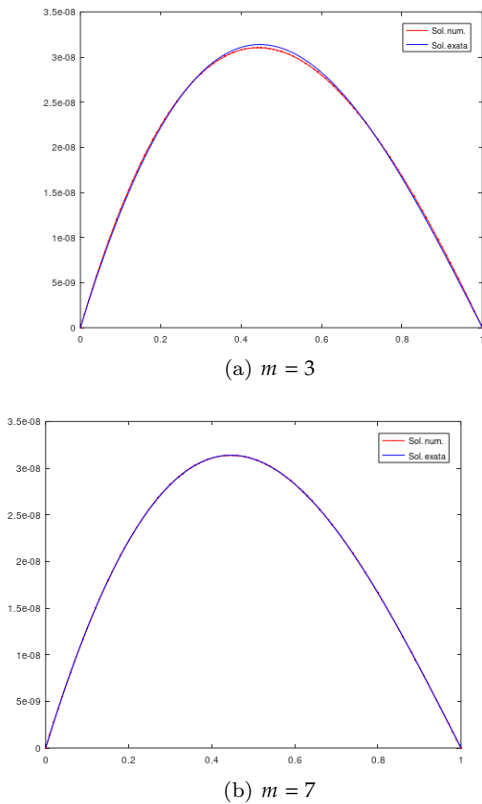 3.5e-08
3e-08
2.5e-08
2e-08
1.5e-08
1e-08
5e-09
0
0 0.2 0.4 0.6 0.8 1
Sol. num.
Sol. exata
(a) m = 3
3.5e-08
3e-08
2.5e-08
2e-08
1.5e-08
1e-08
5e-09
0
0 0.2 0.4 0.6 0.8 1
Sol. num.
Sol. exata
(b) m = 7